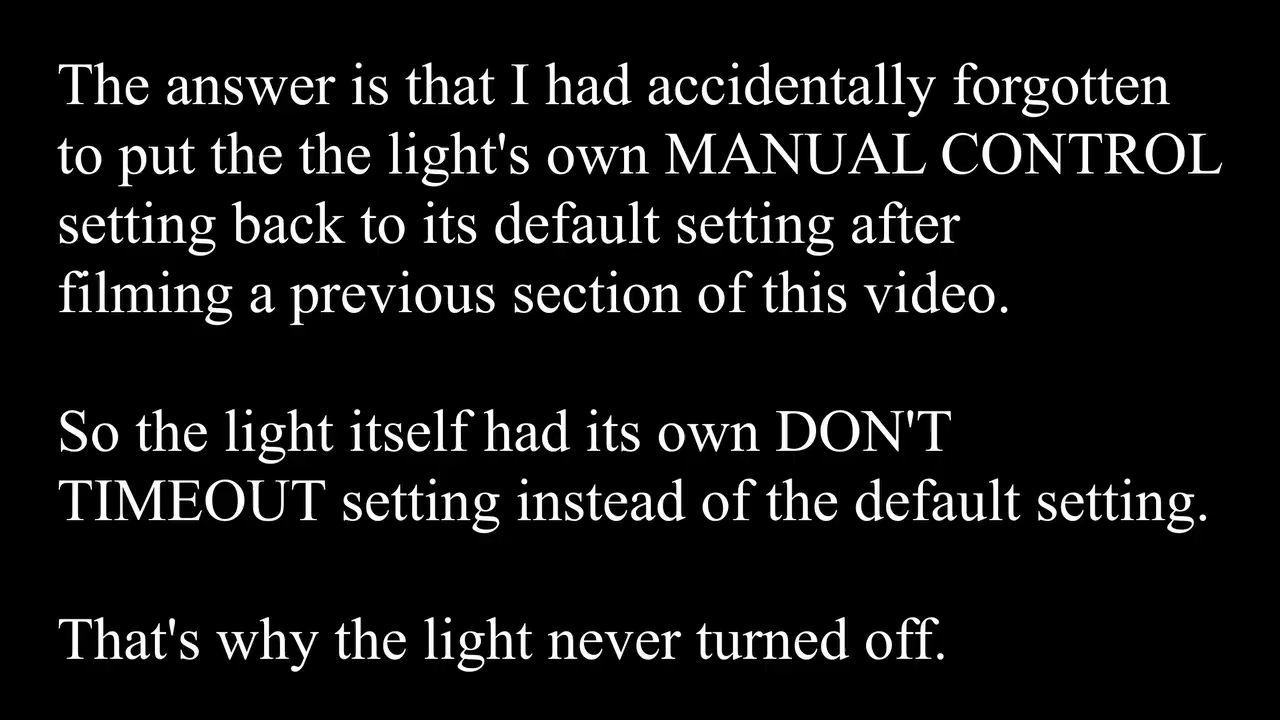 The answer is that I had accidentally forgotten
to put the the light's own MANUAL CONTROL
setting back to its default setting after
filming a previous section of this video.
So the light itself had its own DON'T
TIMEOUT setting instead of the default setting.
That's why the light never turned off.